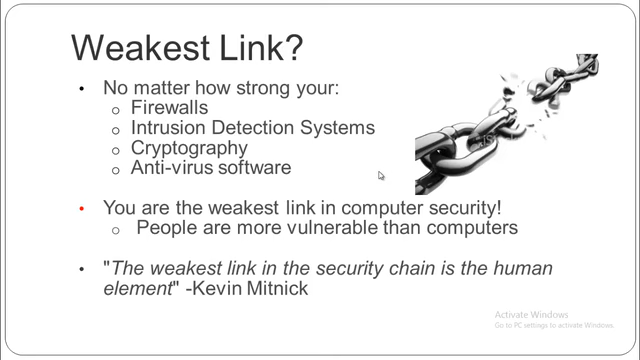 Weakest Link?
• No matter how strong your:
o Firewalls
o Intrusion Detection Systems
o Cryptography
o Anti-virus software
• You are the weakest link in computer security!
o People are more vulnerable than computers
• "The weakest link in the security chain is the human
element" -Kevin Mitnick
Activate Windows
Go to PC settings to activate Windows.